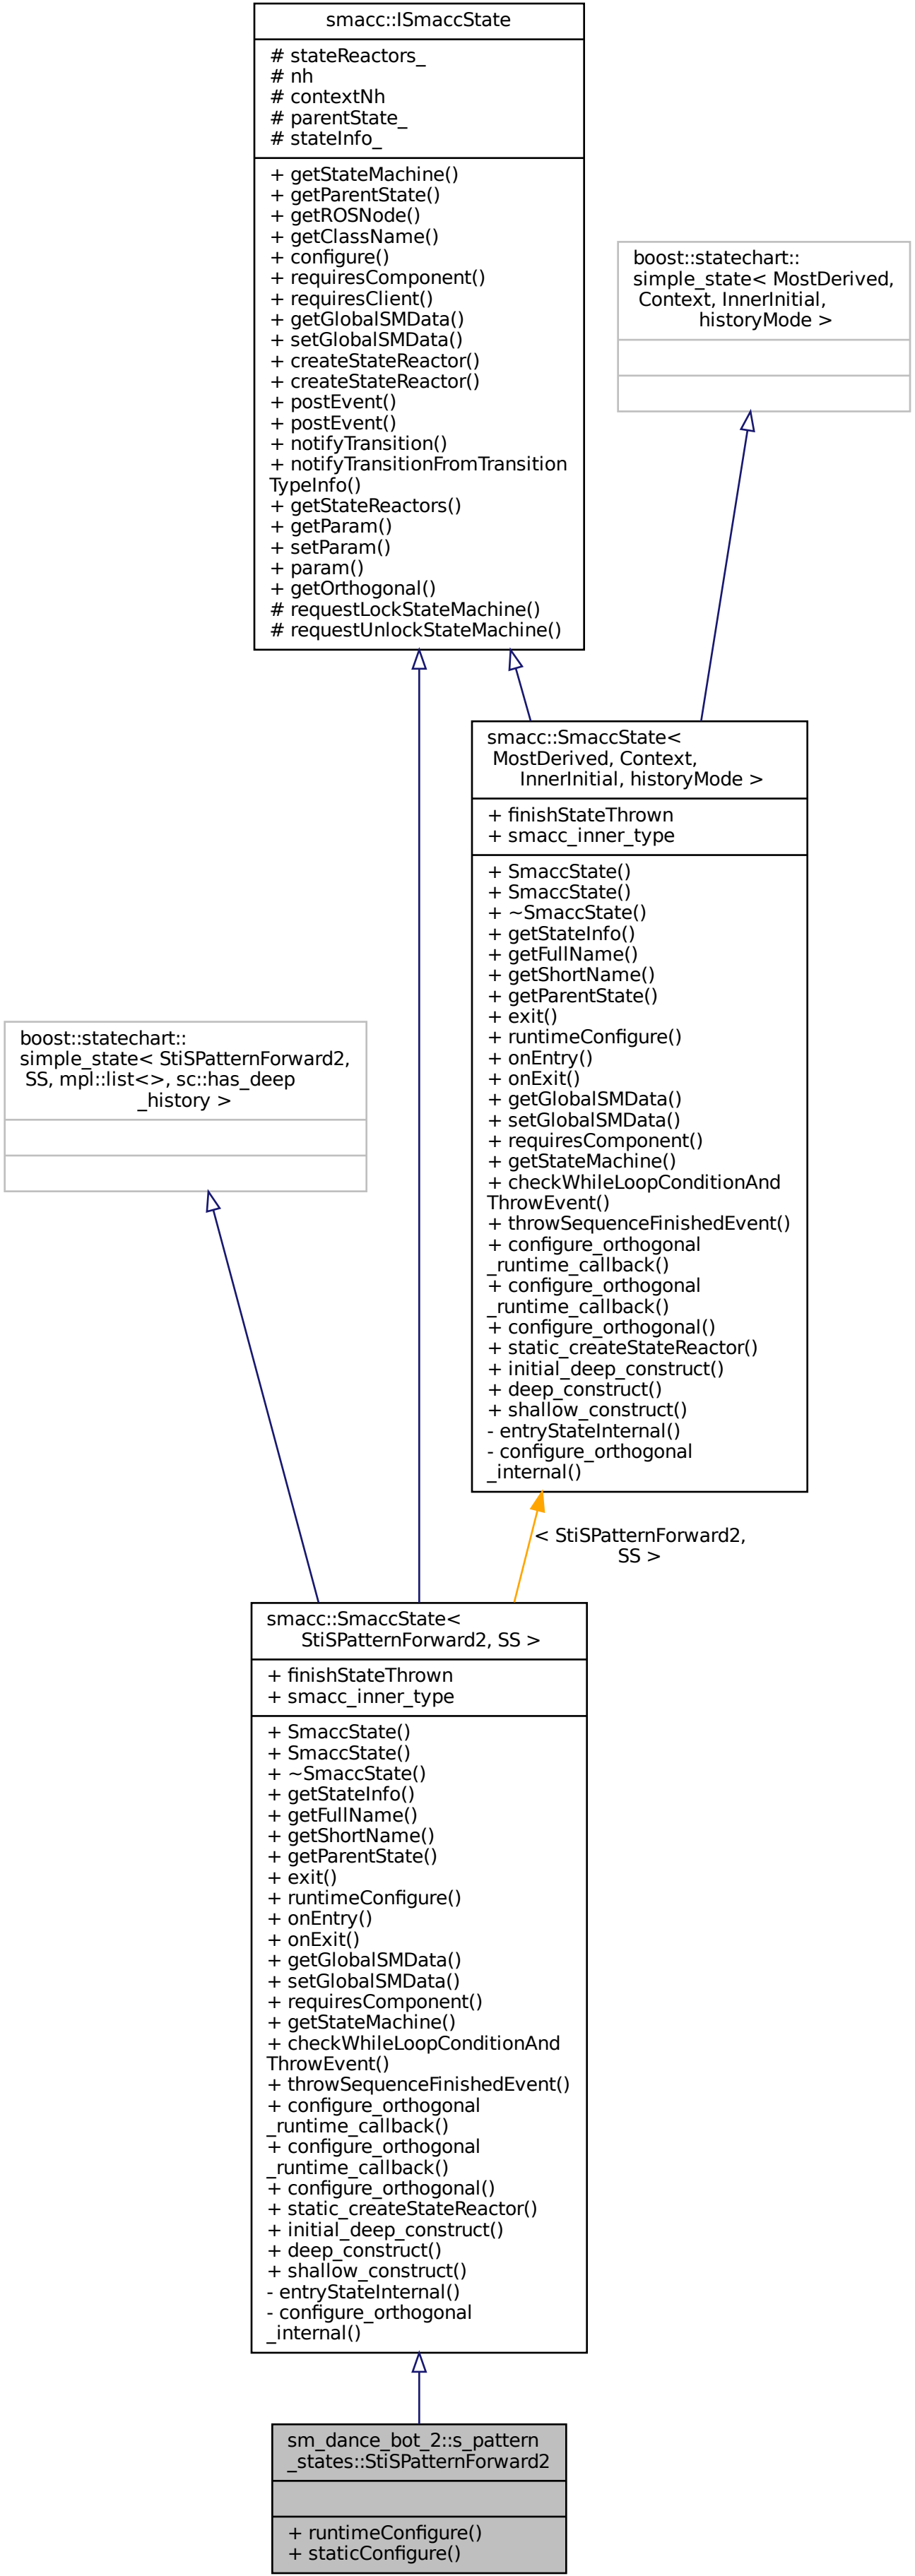 smacc::ISmaccState
# stateReactors_
# nh
# contextNh
# parentState_
# stateInfo_
+ getStateMachine()
+ getParentState()
+ getROSNode()
+ getClassName()
+ configure()
+ requiresComponent()
+ requiresClient()
+ getGlobalSMData()
+ setGlobalSMData()
+ createStateReactor()
+ createStateReactor()
+ postEvent()
+ postEvent()
+ notifyTransition()
+ notifyTransitionFromTransition
TypeInfo()
+ getStateReactors()
+ getParam()
+ setParam()
+ param()
+ getOrthogonal()
# requestLockStateMachine()
# requestUnlockStateMachine()
boost::statechart::
simple_state< MostDerived,
Context, InnerInitial,
historyMode >
smacc::SmaccState<
MostDerived, Context,
InnerInitial, historyMode >
+ finishStateThrown
+ smacc_inner_type
+ SmaccState()
+ SmaccState()
+ ~SmaccState()
+ getStateInfo()
+ getFullName()
+ getShortName()
+ getParentState()
+ exit()
+ runtimeConfigure()
+ onEntry()
+ onExit()
+ getGlobalSMData()
+ setGlobalSMData()
+ requiresComponent()
+ getStateMachine()
+ checkWhileLoopConditionAnd
ThrowEvent()
+ throwSequenceFinishedEvent()
+ configure_orthogonal
_runtime_callback()
+ configure_orthogonal
_runtime_callback()
+ configure_orthogonal()
+ static_createStateReactor()
+ initial_deep_construct()
+ deep_construct()
+ shallow_construct()
- entryStateInternal()
- configure_orthogonal
_internal()
boost::statechart::
simple_state< StiSPatternForward2,
SS, mpl::list<>, sc::has_deep
_history >
< StiSPatternForward2,
SS >
smacc::SmaccState<
StiSPatternForward2, SS >
+ finishStateThrown
+ smacc_inner_type
+ SmaccState()
+ SmaccState()
+ ~SmaccState()
+ getStateInfo()
+ getFullName()
+ getShortName()
+ getParentState()
+ exit()
+ runtimeConfigure()
+ onEntry()
+ onExit()
+ getGlobalSMData()
+ setGlobalSMData()
+ requiresComponent()
+ getStateMachine()
+ checkWhileLoopConditionAnd
ThrowEvent()
+ throwSequenceFinishedEvent()
+ configure_orthogonal
_runtime_callback()
+ configure_orthogonal
_runtime_callback()
+ configure_orthogonal()
+ static_createStateReactor()
+ initial_deep_construct()
+ deep_construct()
+ shallow_construct()
- entryStateInternal()
- configure_orthogonal
_internal()
sm_dance_bot_2::s_pattern
_states::StiSPatternForward2
+ runtimeConfigure()
+ staticConfigure()